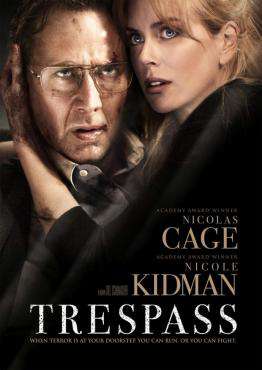 ACADEMY AWARD WINNER
NICOLAS
CAGE
ACADEMY AWARD WINNER
NICOLE
KIDMAN
TRESPASS
WHEN TERROR IS AT YOUR DOORSTEP YOU CAN RUN, OR YOU CAN FIGHT.